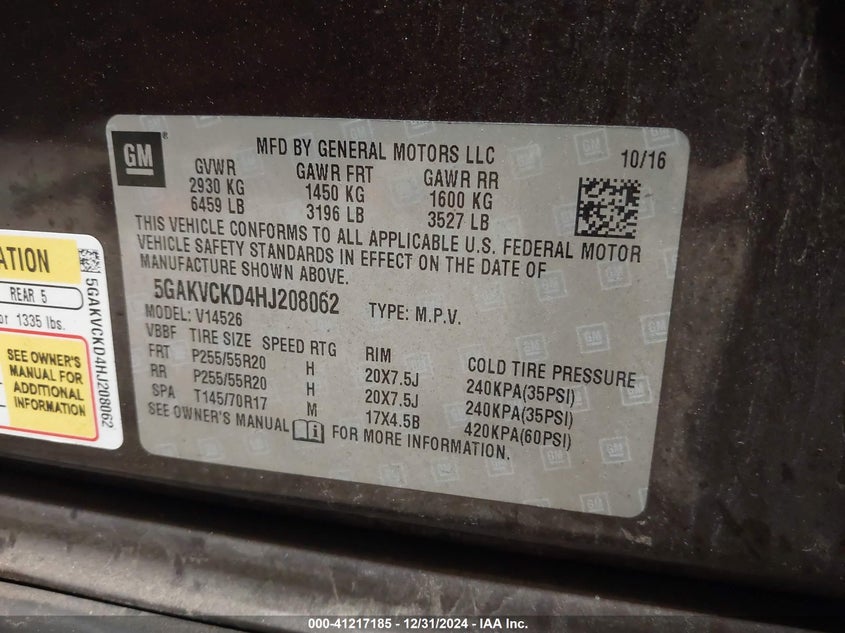 GM
MFD BY GENERAL MOTORS LLC 10/16
GVWR GAWR FRT GAWR RR
2930 KG 1450 KG 1600 KG
6459 LB 3196 LB 3527 LB
THIS VEHICLE CONFORMS TO ALL APPLICABLE U.S. FEDERAL MOTOR
VEHICLE SAFETY STANDARDS IN EFFECT ON THE DATE OF
MANUFACTURE SHOWN ABOVE.
5GAKVCKD4HJ208062 TYPE: M.P.V.
MODEL: V14526
VBBF TIRE SIZE SPEED RTG RIM COLD TIRE PRESSURE
FRT P255/55R20 H 20X7.5J 240KPA(35PSI)
RR P255/55R20 H 20X7.5J 240KPA(35PSI)
SPA T145/70R17 M 17X4.5B 420KPA(60PSI)
SEE OWNER'S MANUAL FOR MORE INFORMATION.
REAR 5
or 1335 lbs.
SEE OWNER'S
MANUAL FOR
ADDITIONAL
INFORMATION
5GAKVCKD4HJ208062
000-41217185 - 12/31/2024 - IAA Inc.